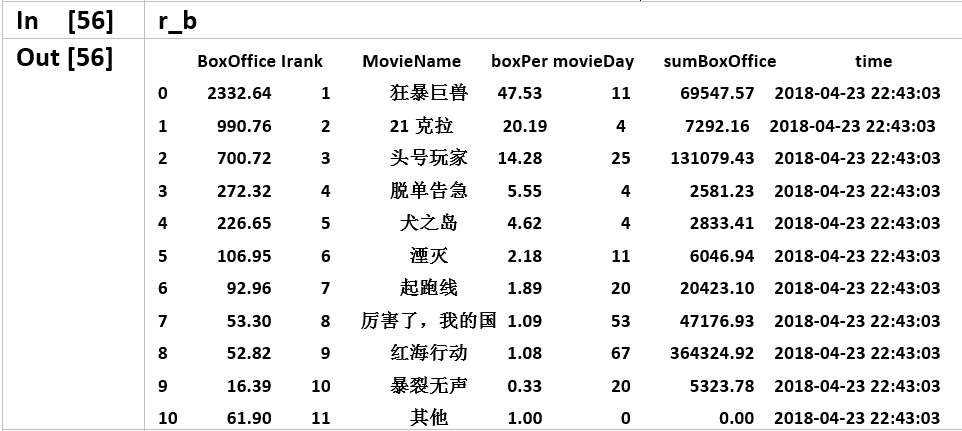 In [56] r_b
Out [56]
BoxOffice Irank MovieName boxPer movieDay sumBoxOffice time
0 2332.64 1 狂暴巨兽 47.53 11 69547.57 2018-04-23 22:43:03
1 990.76 2 21克拉 20.19 4 7292.16 2018-04-23 22:43:03
2 700.72 3 头号玩家 14.28 25 131079.43 2018-04-23 22:43:03
3 272.32 4 脱单告急 5.55 4 2581.23 2018-04-23 22:43:03
4 226.65 5 犬之岛 4.62 4 2833.41 2018-04-23 22:43:03
5 106.95 6 湮灭 2.18 11 6046.94 2018-04-23 22:43:03
6 92.96 7 起跑线 1.89 20 20423.10 2018-04-23 22:43:03
7 53.30 8 厉害了，我的国 1.09 53 47176.93 2018-04-23 22:43:03
8 52.82 9 红海行动 1.08 67 364324.92 2018-04-23 22:43:03
9 16.39 10 暴裂无声 0.33 20 5323.78 2018-04-23 22:43:03
10 61.90 11 其他 1.00 0 0.00 2018-04-23 22:43:03